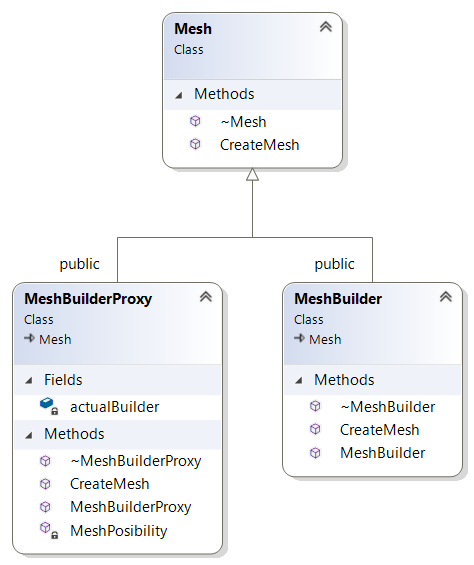 Mesh
Class
Methods
~Mesh
CreateMesh
public
public
MeshBuilderProxy
Class
Mesh
Fields
actualBuilder
Methods
~MeshBuilderProxy
CreateMesh
MeshBuilderProxy
MeshPosibility
MeshBuilder
Class
Mesh
Methods
~MeshBuilder
CreateMesh
MeshBuilder